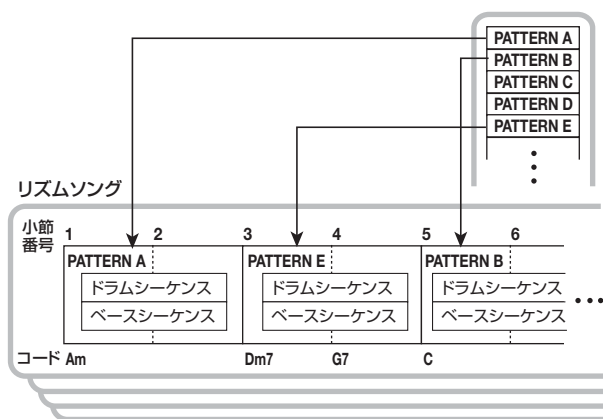 PATTERN A
PATTERN B
PATTERN C
PATTERN D
PATTERN E
リズムソング
小節
番号
1 2 3 4 5 6
PATTERN A PATTERN E PATTERN B
ドラムシーケンス ドラムシーケンス ドラムシーケンス
ベースシーケンス ベースシーケンス ベースシーケンス
コード Am Dm7 G7 C